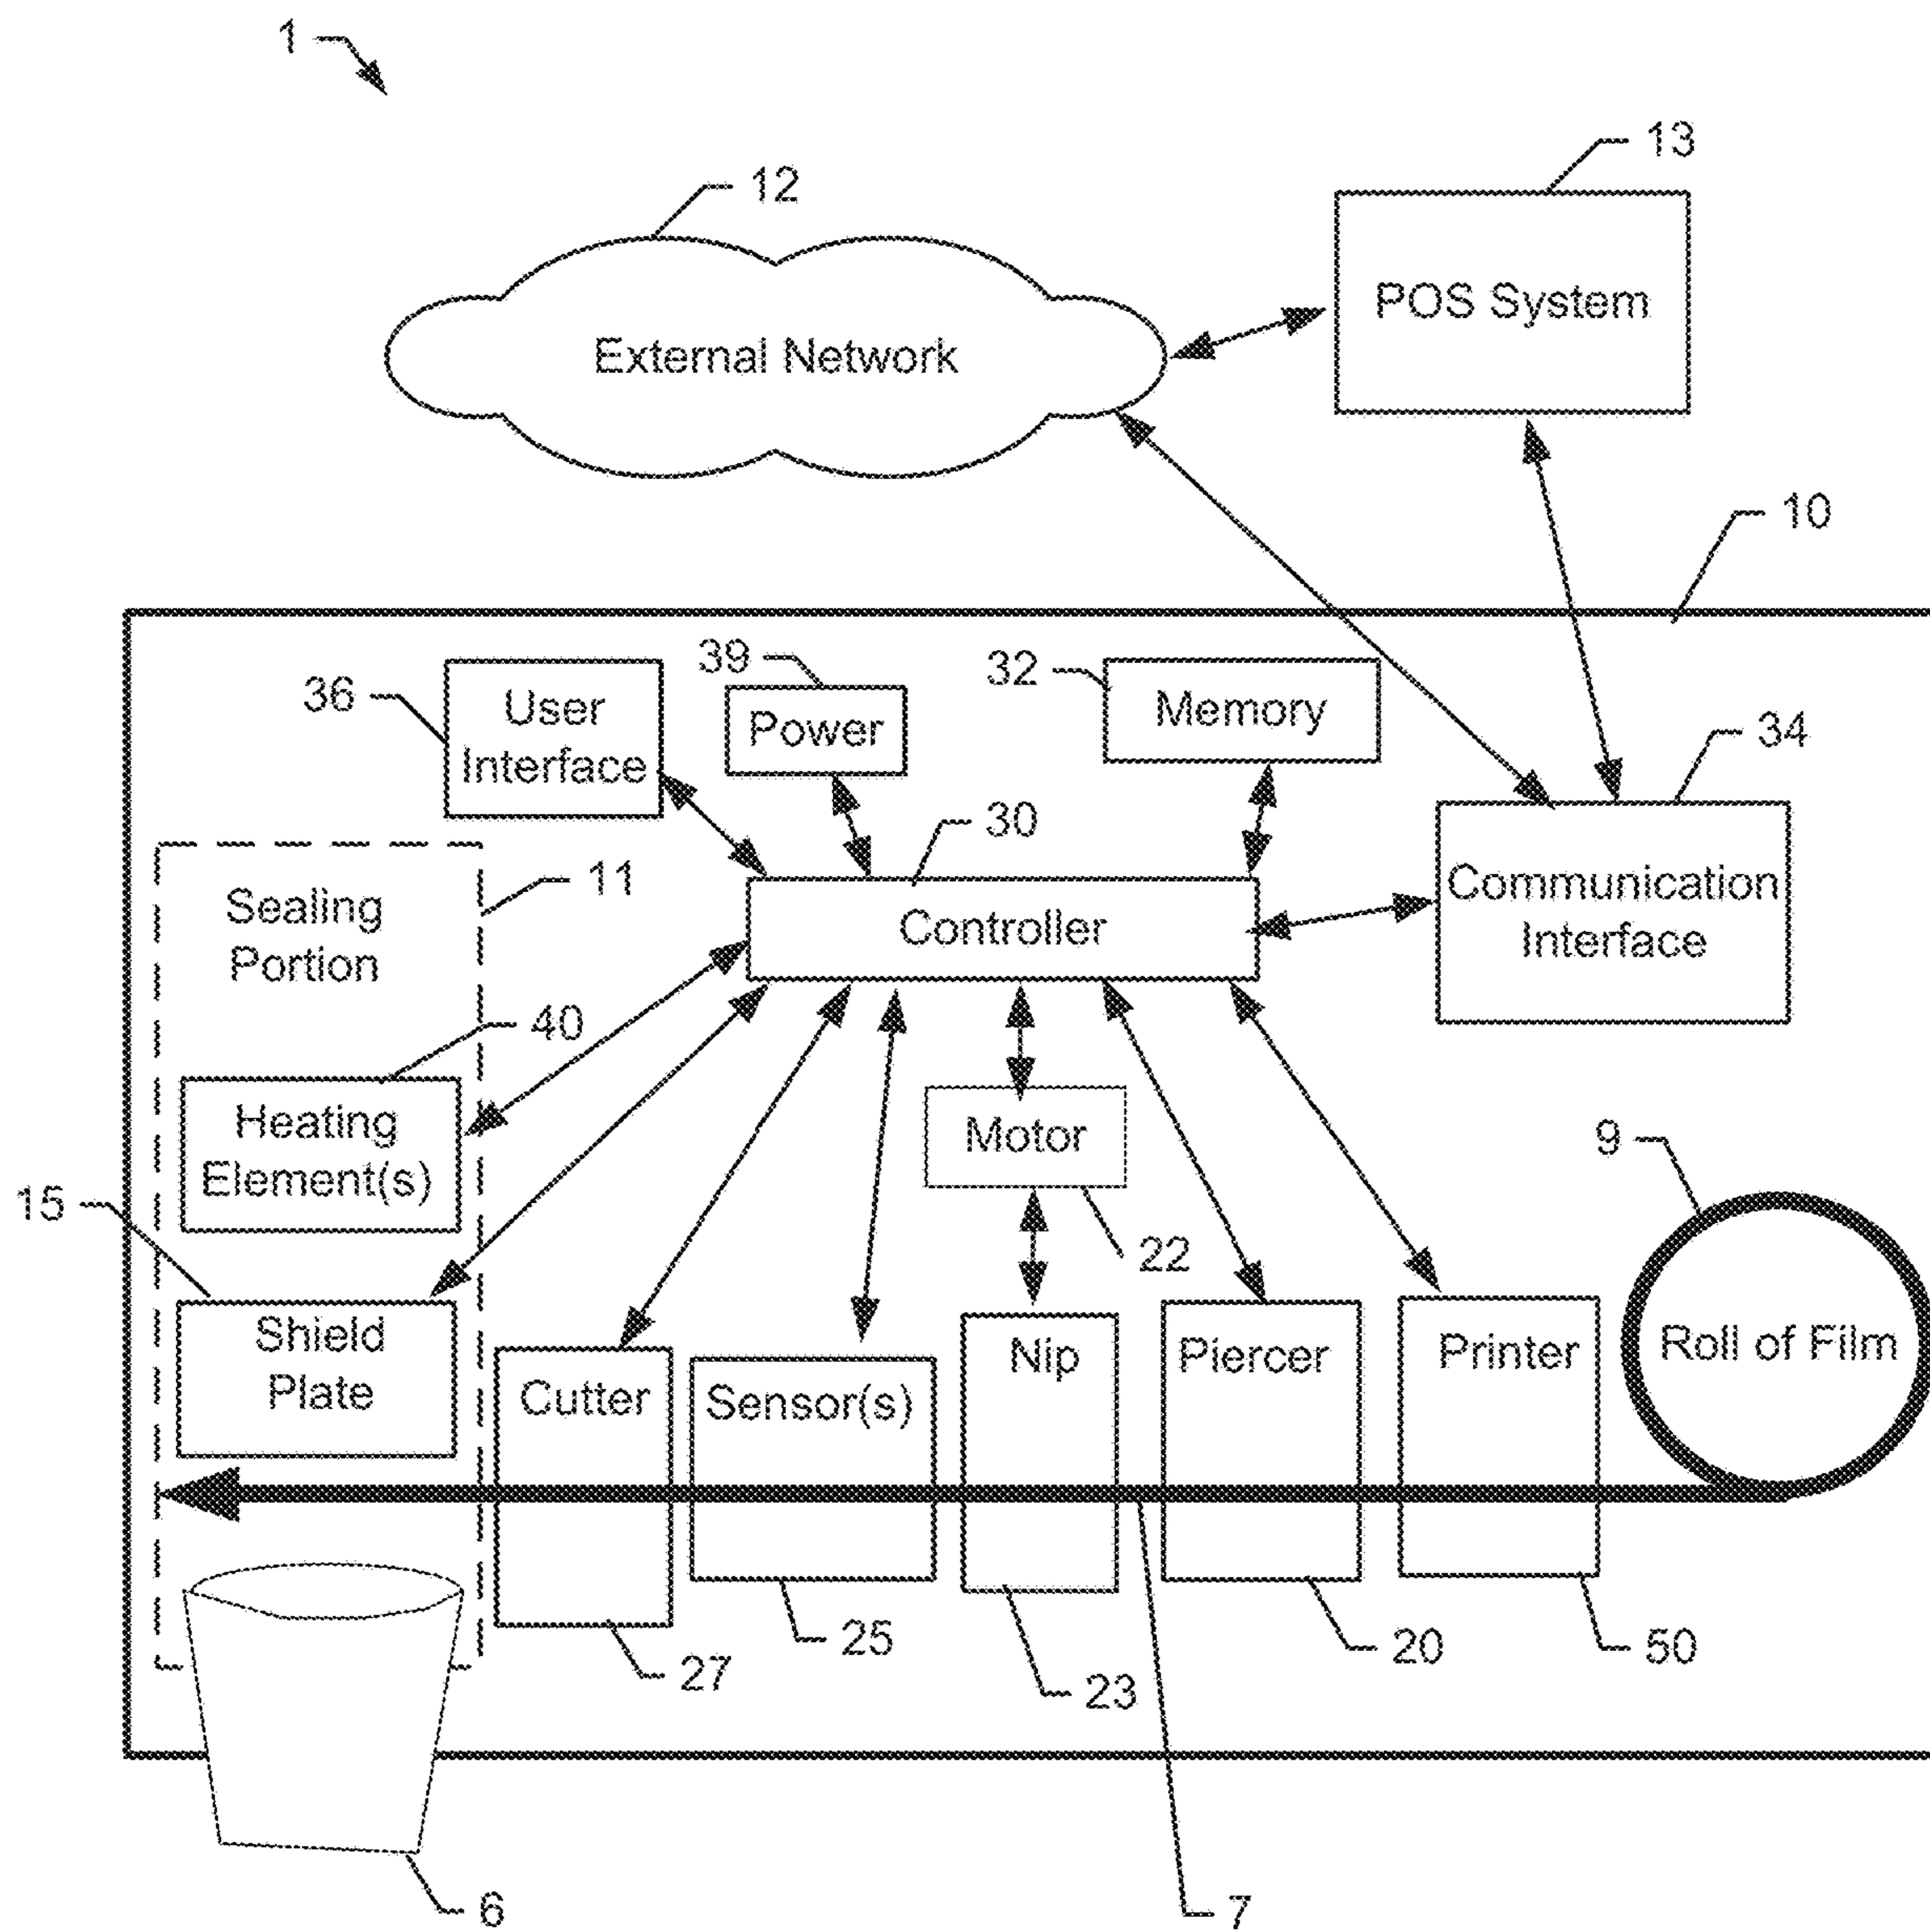 1
13
12
POS System
External Network
10
39
32
36
User
Interface
Power
Memory
34
30
11
Sealing
Portion
Controller
Communication
Interface
40
Heating
Element(s)
Motor
9
15
22
Shield
Plate
Cutter
Sensor(s)
Nip
Piercer
Printer
Roll of Film
27
25
23
20
50
6
7